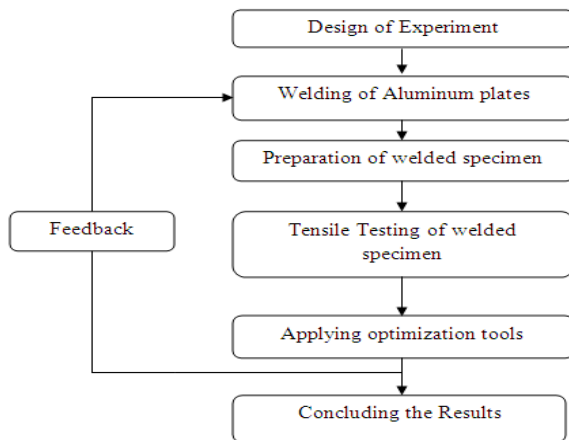 Design of Experiment
Welding of Aluminum plates
Preparation of welded specimen
Feedback
Tensile Testing of welded
specimen
Applying optimization tools
Concluding the Results